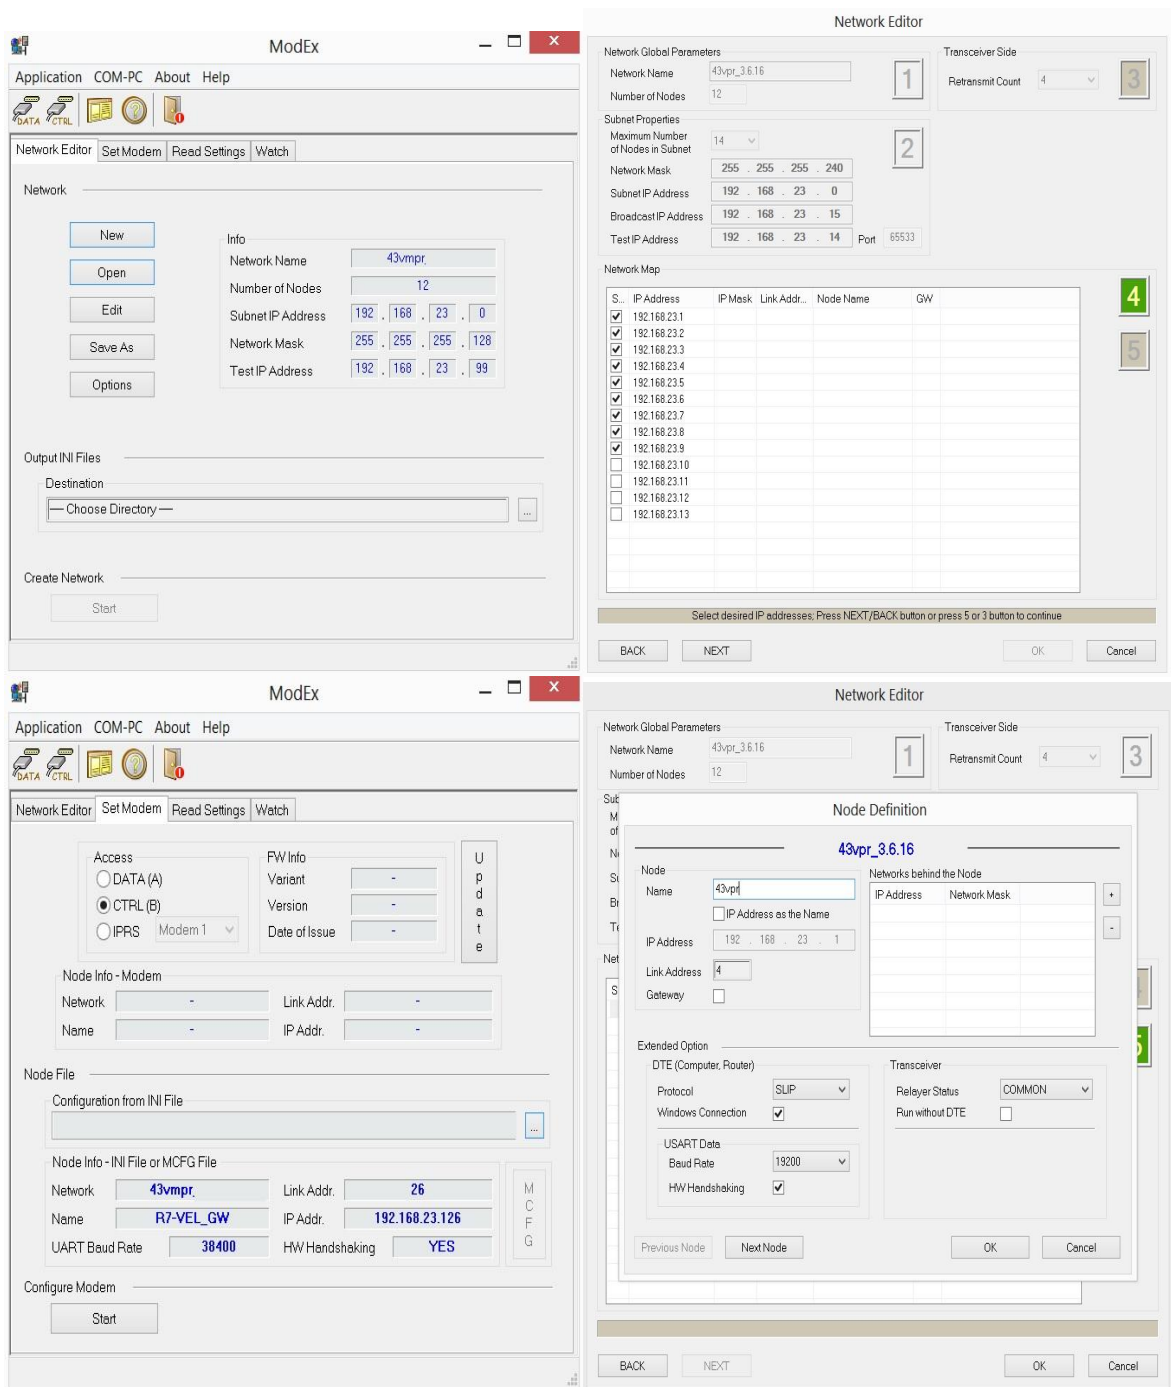 ModEx
Application COM-PC About Help
DATA CTRL
Network Editor Set Modem Read Settings Watch
Network
New
Open
Edit
Save As
Options
Info
Network Name 43vmpr.
Number of Nodes 12
Subnet IP Address 192 . 168 . 23 . 0
Network Mask 255 . 255 . 255 . 128
Test IP Address 192 . 168 . 23 . 99
Output INI Files
Destination
— Choose Directory — ...
Create Network
Start
Network Editor
Network Global Parameters
Network Name 43vpr_3.6.16
Number of Nodes 12
1
Transceiver Side
Retransmit Count 4
3
Subnet Properties
Maximum Number
of Nodes in Subnet 14
2
Network Mask 255 . 255 . 255 . 240
Subnet IP Address 192 . 168 . 23 . 0
Broadcast IP Address 192 . 168 . 23 . 15
Test IP Address 192 . 168 . 23 . 14 Port 65533
Network Map
S... IP Address IP Mask Link Addr... Node Name GW
192.168.23.1
192.168.23.2
192.168.23.3
192.168.23.4
192.168.23.5
192.168.23.6
192.168.23.7
192.168.23.8
192.168.23.9
192.168.23.10
192.168.23.11
192.168.23.12
192.168.23.13
4
5
Select desired IP addresses; Press NEXT/BACK button or press 5 or 3 button to continue
BACK NEXT OK Cancel
ModEx
Application COM-PC About Help
DATA CTRL
Network Editor Set Modem Read Settings Watch
Access
DATA (A)
CTRL (B)
IPRS Modem 1
FW Info
Variant -
Version -
Date of Issue -
Update
Node Info - Modem
Network - Link Addr. -
Name - IP Addr. -
Node File
Configuration from INI File
...
Node Info - INI File or MCFG File
Network 43vmpr. Link Addr. 26
Name R7-VEL_GW IP Addr. 192.168.23.126
UART Baud Rate 38400 HW Handshaking YES
MCFG
Configure Modem
Start
Network Editor
Network Global Parameters
Network Name 43vpr_3.6.16
Number of Nodes 12
1
Transceiver Side
Retransmit Count 4
3
Sub
M
of
N
Su
Br
Te
Net
S
Node Definition
43vpr_3.6.16
Node
Name 43vpr
IP Address as the Name
IP Address 192 . 168 . 23 . 1
Link Address 4
Gateway
Networks behind the Node
IP Address Network Mask
+
-
Extended Option
DTE (Computer, Router)
Protocol SLIP
Windows Connection
USART Data
Baud Rate 19200
HW Handshaking
Transceiver
Relayer Status COMMON
Run without DTE
Previous Node Next Node OK Cancel
BACK NEXT OK Cancel